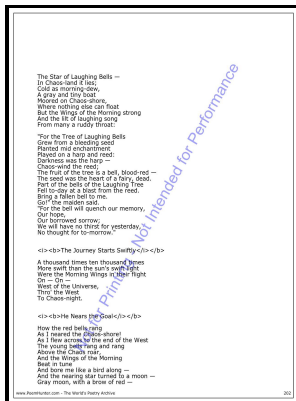 The Star of Laughing Bells —
In Chaos-land it lies;
Cold as morning-dew,
A gray and tiny boat
Moored on Chaos-shore,
Where nothing else can float
But the Wings of the Morning strong
And the lilt of laughing song
From many a ruddy throat:
"For the Tree of Laughing Bells
Grew from a bleeding seed
Planted mid enchantment
Played on a harp and reed:
Darkness was the harp —
Chaos-wind the reed;
The fruit of the tree is a bell, blood-red —
The seed was the heart of a fairy, dead.
Part of the bells of the Laughing Tree
Fell to-day at a blast from the reed.
Bring a fallen bell to me.
Go!" the maiden said.
"For the bell will quench our memory,
Our hope,
Our borrowed sorrow;
We will have no thirst for yesterday,
No thought for to-morrow."
<i><b>The Journey Starts Swiftly</i></b>
A thousand times ten thousand times
More swift than the sun's swift light
Were the Morning Wings in their flight
On — On —
West of the Universe,
Thro' the West
To Chaos-night.
<i><b>He Nears the Goal</i></b>
How the red bells rang
As I neared the Chaos-shore!
As I flew across to the end of the West
The young bells rang and rang
Above the Chaos roar,
And the Wings of the Morning
Beat in tune
And bore me like a bird along —
And the nearing star turned to a moon —
Gray moon, with a brow of red —
www.PoemHunter.com - The World's Poetry Archive
202
Not for Printing - Not Intended for Performance